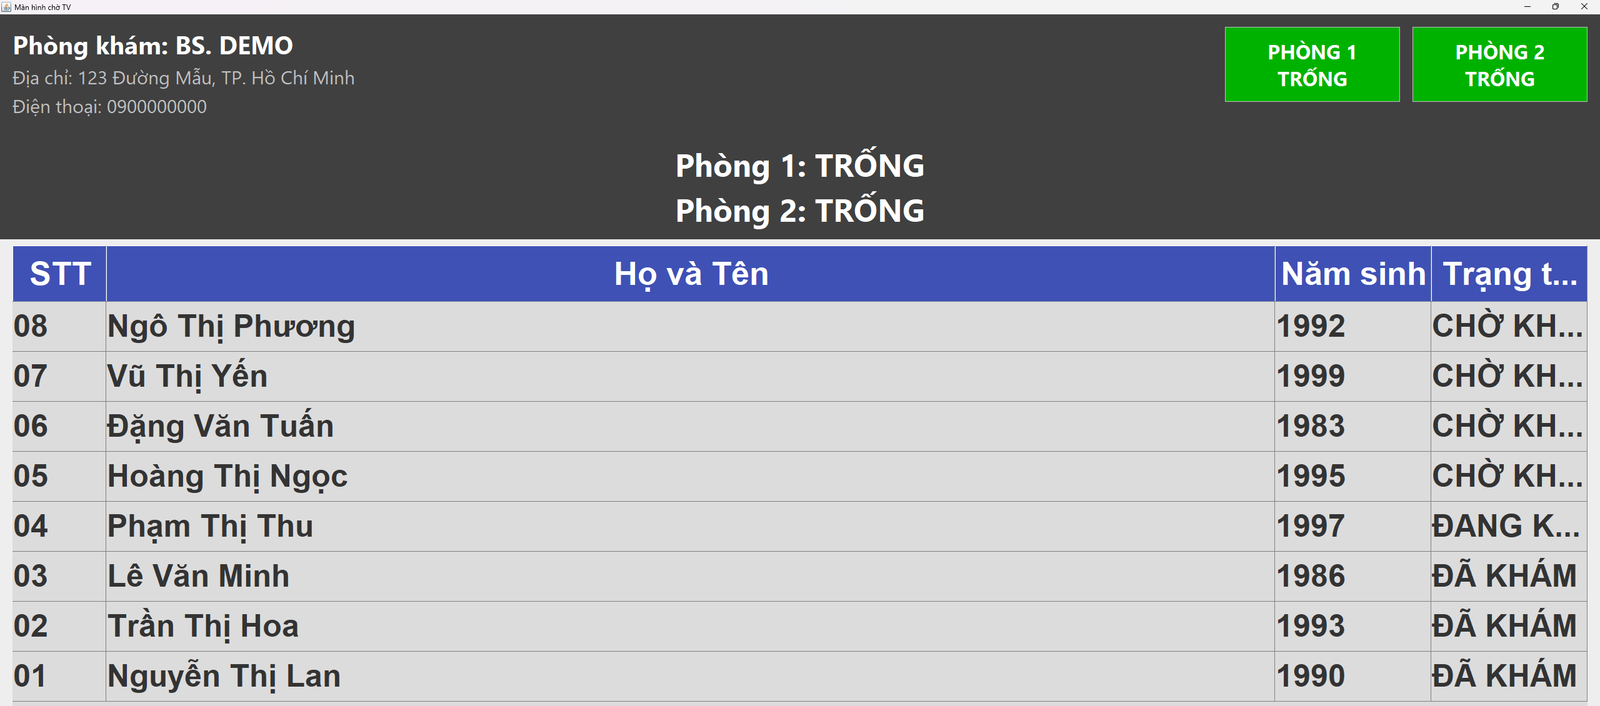 Màn hình chờ TV
Phòng khám: BS. DEMO
Địa chỉ: 123 Đường Mẫu, TP. Hồ Chí Minh
Điện thoại: 0900000000
PHÒNG 1
TRỐNG
PHÒNG 2
TRỐNG
Phòng 1: TRỐNG
Phòng 2: TRỐNG
STT Họ và Tên Năm sinh Trạng t...
08 Ngô Thị Phương 1992 CHỜ KH...
07 Vũ Thị Yến 1999 CHỜ KH...
06 Đặng Văn Tuấn 1983 CHỜ KH...
05 Hoàng Thị Ngọc 1995 CHỜ KH...
04 Phạm Thị Thu 1997 ĐANG K...
03 Lê Văn Minh 1986 ĐÃ KHÁM
02 Trần Thị Hoa 1993 ĐÃ KHÁM
01 Nguyễn Thị Lan 1990 ĐÃ KHÁM